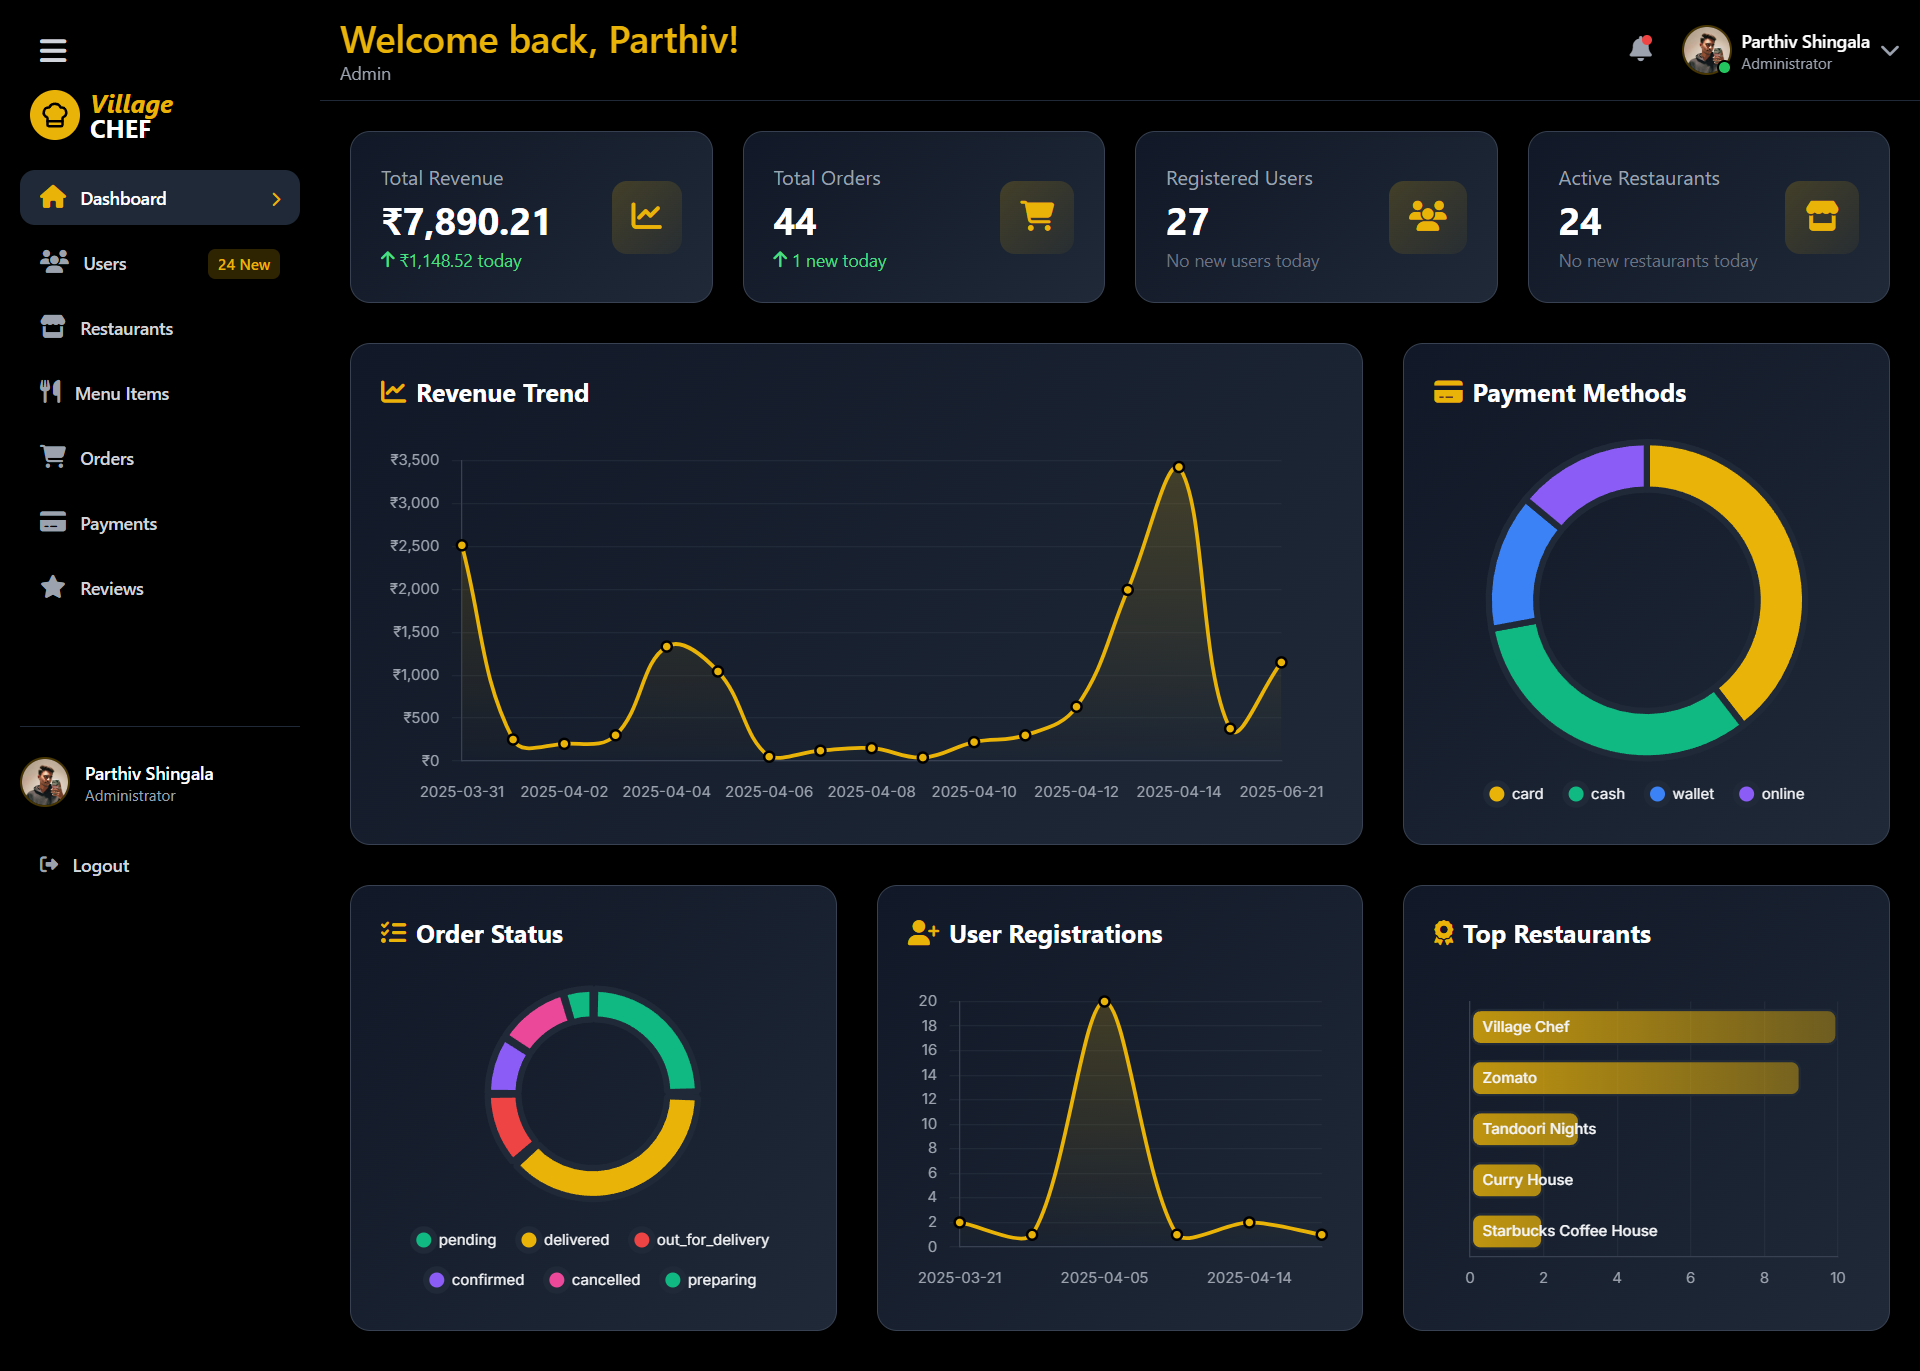 Village
CHEF
Dashboard
Users
24 New
Restaurants
Menu Items
Orders
Payments
Reviews
Parthiv Shingala
Administrator
Logout
Welcome back, Parthiv!
Admin
Parthiv Shingala
Administrator
Total Revenue
₹7,890.21
₹1,148.52 today
Total Orders
44
1 new today
Registered Users
27
No new users today
Active Restaurants
24
No new restaurants today
Revenue Trend
₹3,500
₹3,000
₹2,500
₹2,000
₹1,500
₹1,000
₹500
₹0
2025-03-31 2025-04-02 2025-04-04 2025-04-06 2025-04-08 2025-04-10 2025-04-12 2025-04-14 2025-06-21
Payment Methods
card cash wallet online
Order Status
pending delivered out_for_delivery
confirmed cancelled preparing
User Registrations
20
18
16
14
12
10
8
6
4
2
0
2025-03-21 2025-04-05 2025-04-14
Top Restaurants
Village Chef
Zomato
Tandoori Nights
Curry House
Starbucks Coffee House
0 2 4 6 8 10